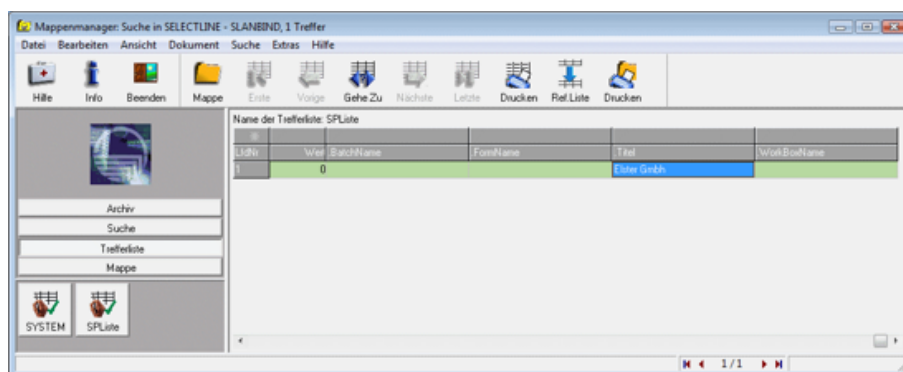 Mappenmanager: Suche in SELECTLINE - SLANBIND, 1 Treffer
Datei Bearbeiten Ansicht Dokument Suche Extras Hilfe
Hilfe Info Beenden Mappe Erste Vorige Gehe Zu Nächste Letzte Drucken Ref.Liste Drucken
Name der Trefferliste: SPListe
LfdNr Wert BatchName FormName Titel WorkBoxName
1 0 Elster Gmbh
Archiv
Suche
Trefferliste
Mappe
SYSTEM SPListe
1/1